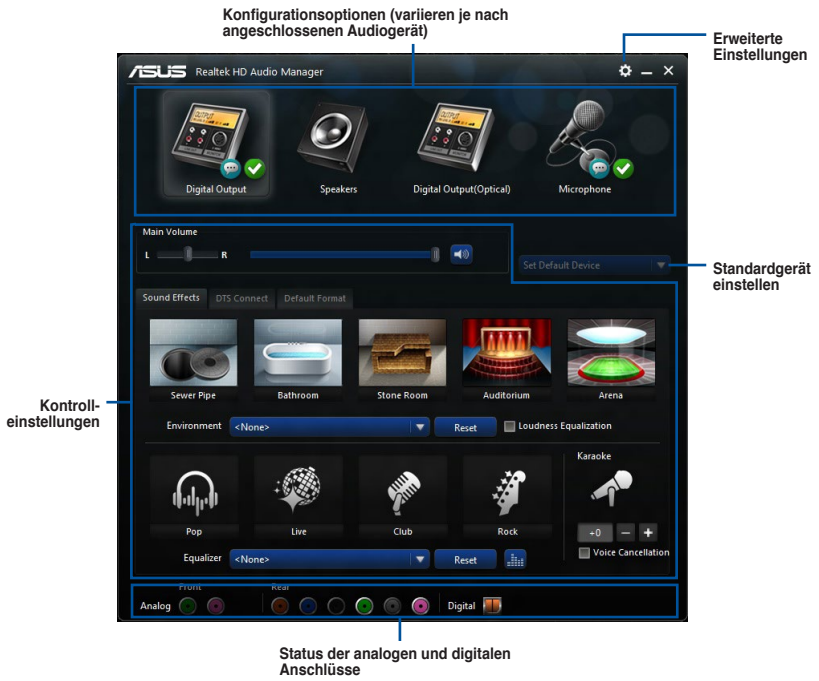 Konfigurationsoptionen (variieren je nach
angeschlossenen Audiogerät)
Erweiterte
Einstellungen
ASUS Realtek HD Audio Manager
OUTPUT
OUTPUT
Digital Output
Speakers
Digital Output(Optical)
Microphone
Main Volume
L R
Set Default Device
Standardgerät
einstellen
Sound Effects DTS Connect Default Format
Sewer Pipe
Bathroom
Stone Room
Auditorium
Arena
Kontroll-
einstellungen
Environment <None> Reset Loudness Equalization
Karaoke
Pop
Live
Club
Rock
+0 − +
Equalizer <None> Reset
Voice Cancellation
Front Rear
Analog Digital
Status der analogen und digitalen
Anschlüsse